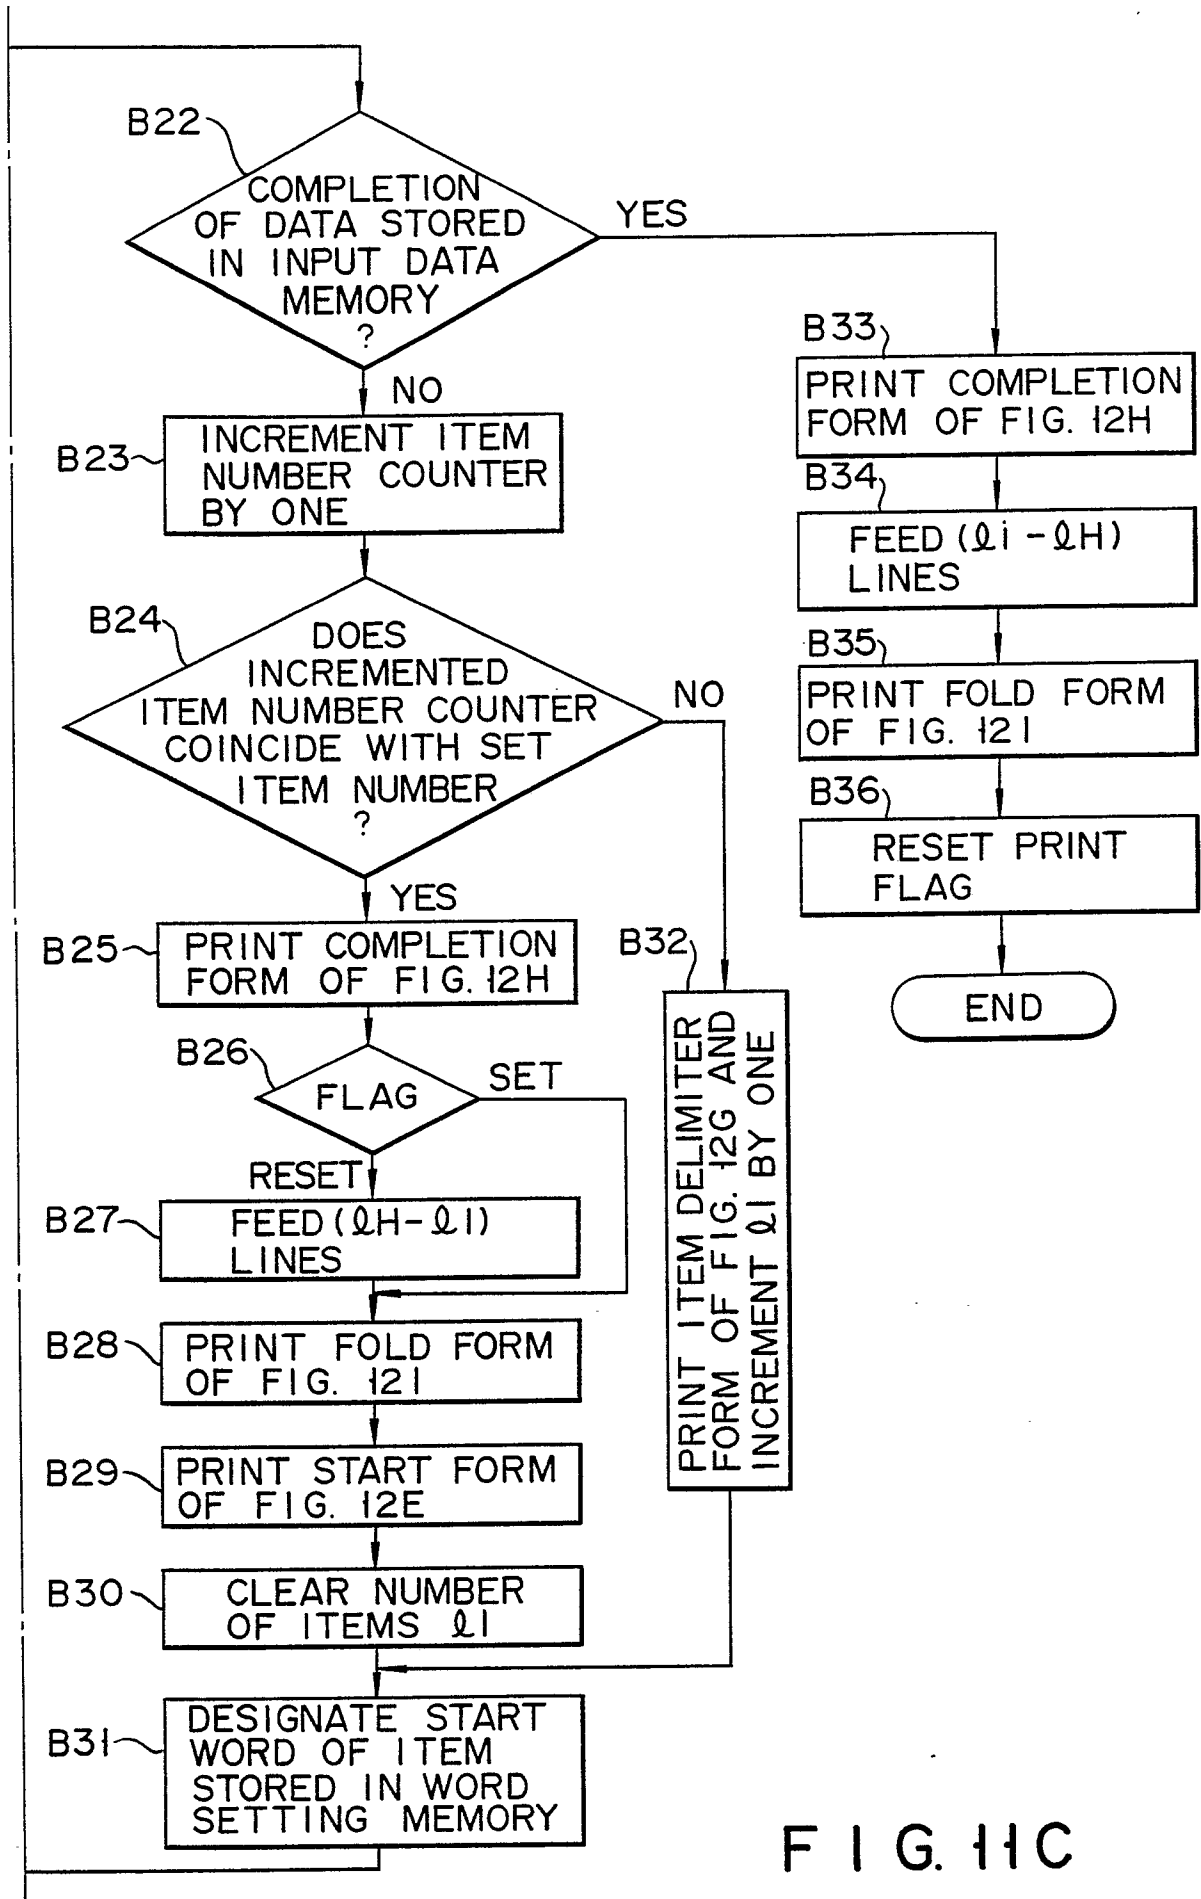 B22
COMPLETION
OF DATA STORED
IN INPUT DATA
MEMORY
?
YES
NO
B23
INCREMENT ITEM
NUMBER COUNTER
BY ONE
B24
DOES
INCREMENTED
ITEM NUMBER COUNTER
COINCIDE WITH SET
ITEM NUMBER
?
NO
YES
B25
PRINT COMPLETION
FORM OF FIG. 12H
B26
FLAG
SET
RESET
B27
FEED (ℓH-ℓI)
LINES
B28
PRINT FOLD FORM
OF FIG. 12I
B29
PRINT START FORM
OF FIG. 12E
B30
CLEAR NUMBER
OF ITEMS ℓI
B31
DESIGNATE START
WORD OF ITEM
STORED IN WORD
SETTING MEMORY
B32
PRINT ITEM DELIMITER
FORM OF FIG. 12G AND
INCREMENT ℓI BY ONE
B33
PRINT COMPLETION
FORM OF FIG. 12H
B34
FEED (ℓi-ℓH)
LINES
B35
PRINT FOLD FORM
OF FIG. 12I
B36
RESET PRINT
FLAG
END
FIG. 11C